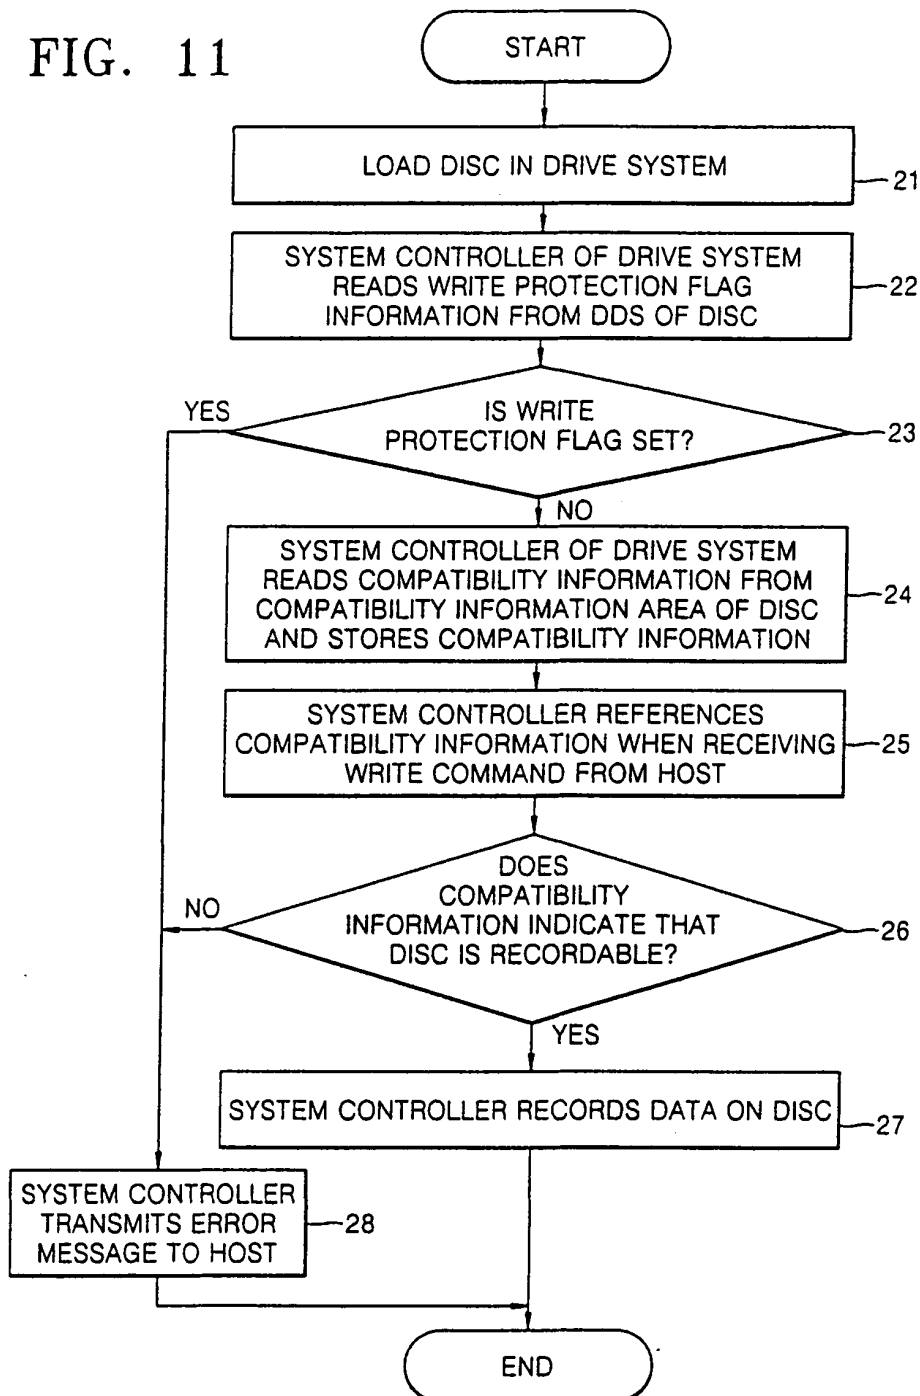 FIG. 11
START
LOAD DISC IN DRIVE SYSTEM
21
SYSTEM CONTROLLER OF DRIVE SYSTEM
READS WRITE PROTECTION FLAG
INFORMATION FROM DDS OF DISC
22
YES
IS WRITE
PROTECTION FLAG SET?
23
NO
SYSTEM CONTROLLER OF DRIVE SYSTEM
READS COMPATIBILITY INFORMATION FROM
COMPATIBILITY INFORMATION AREA OF DISC
AND STORES COMPATIBILITY INFORMATION
24
SYSTEM CONTROLLER REFERENCES
COMPATIBILITY INFORMATION WHEN RECEIVING
WRITE COMMAND FROM HOST
25
DOES
COMPATIBILITY
INFORMATION INDICATE THAT
DISC IS RECORDABLE?
NO
26
YES
SYSTEM CONTROLLER RECORDS DATA ON DISC
27
SYSTEM CONTROLLER
TRANSMITS ERROR
MESSAGE TO HOST
28
END